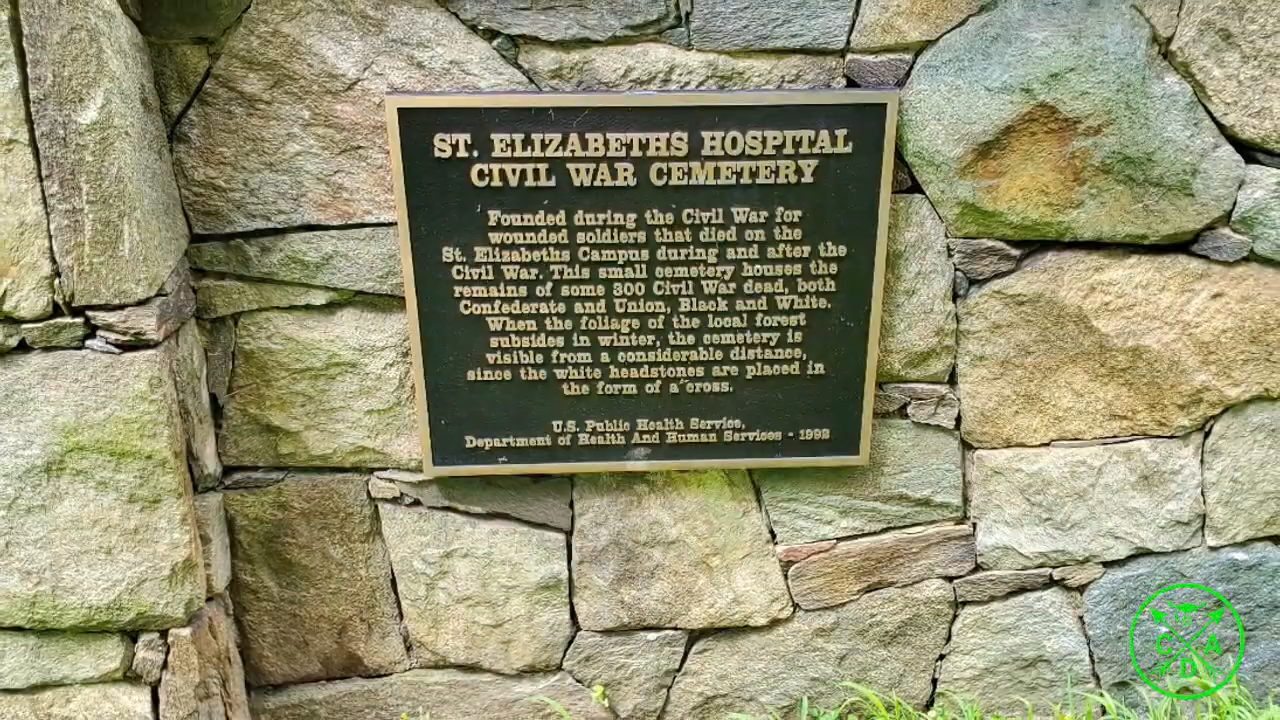 ST. ELIZABETHS HOSPITAL
CIVIL WAR CEMETERY
Founded during the Civil War for
wounded soldiers that died on the
St. Elizabeths Campus during and after the
Civil War. This small cemetery houses the
remains of some 300 Civil War dead, both
Confederate and Union, Black and White.
When the foliage of the local forest
subsides in winter, the cemetery is
visible from a considerable distance,
since the white headstones are placed in
the form of a cross.
U.S. Public Health Service,
Department of Health And Human Services - 1992
TO
C A
D